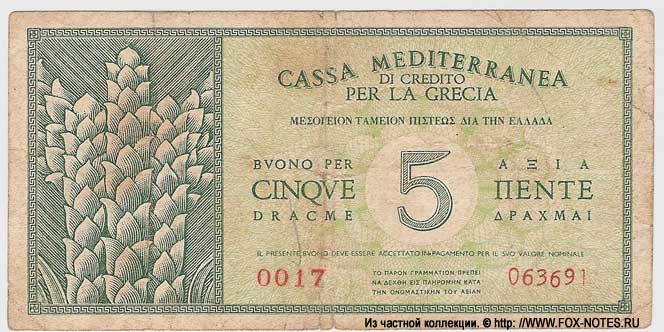 CASSA MEDITERRANEA
DI CREDITO
PER LA GRECIA
ΜΕΣΟΓΕΙΟΝ ΤΑΜΕΙΟΝ ΠΙΣΤΕΩΣ ΔΙΑ ΤΗΝ ΕΛΛΑΔΑ
BVONO PER 5 ΑΞΙΑ
CINQVE ΠΕΝΤΕ
DRACME ΔΡΑΧΜΑΙ
IL PRESENTE BVONO DEVE ESSERE ACCETTATO IN PAGAMENTO PER IL SVO VALORE NOMINALE
0017 ΤΟ ΠΑΡΟΝ ΓΡΑΜΜΑΤΙΟΝ ΠΡΕΠΕΙ 063691
ΝΑ ΔΕΧΘΗ ΕΙΣ ΠΛΗΡΩΜΗΝ ΚΑΤΑ
ΤΗΝ ΟΝΟΜΑΣΤΙΚΗΝ ΤΟΥ ΑΞΙΑΝ
Из частной коллекции. © http://WWW.FOX-NOTES.RU